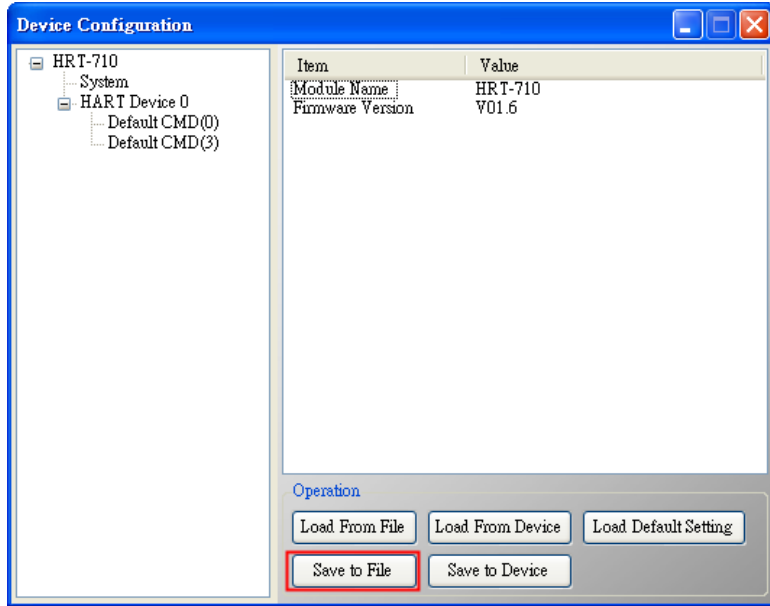 Device Configuration
HRT-710
System
HART Device 0
Default CMD(0)
Default CMD(3)
Item Value
Module Name HRT-710
Firmware Version V01.6
Operation
Load From File Load From Device Load Default Setting
Save to File Save to Device